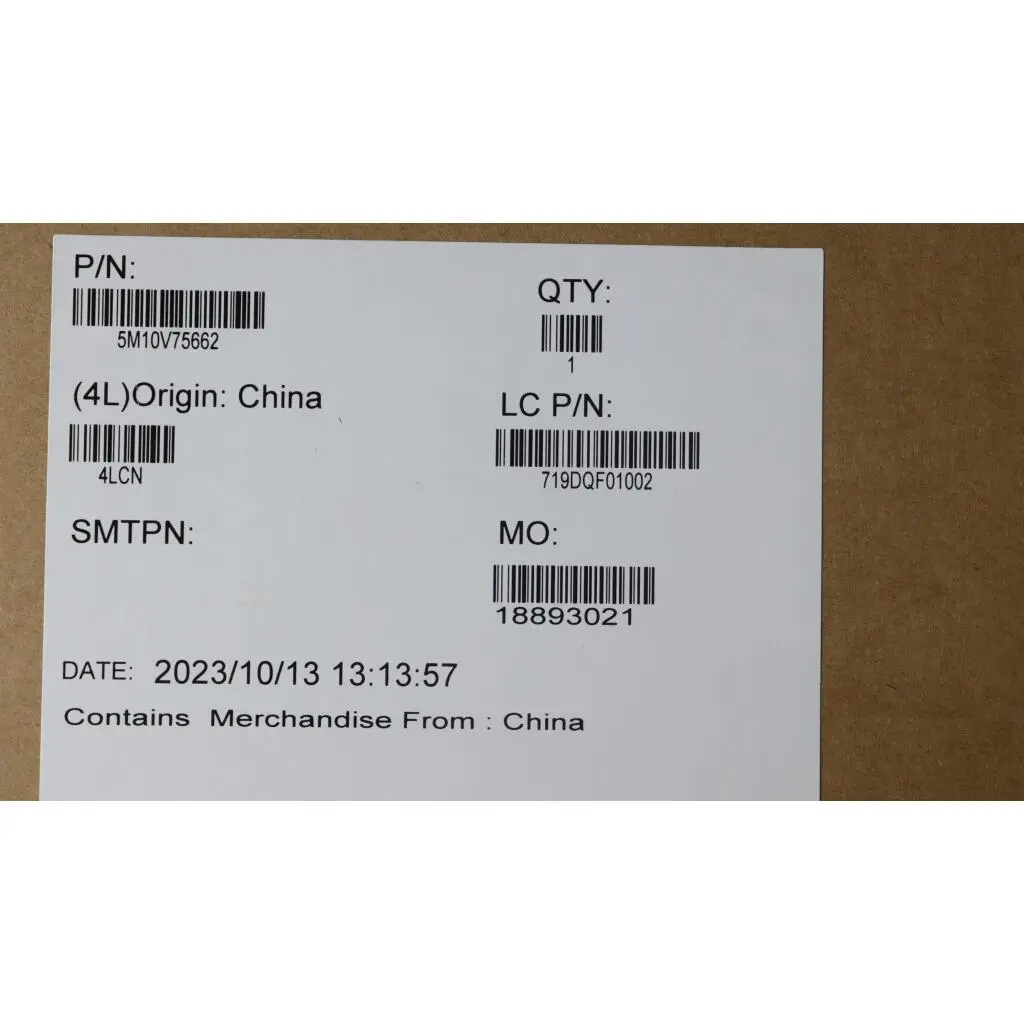 P/N:
5M10V75662
QTY:
1
(4L)Origin: China
4LCN
LC P/N:
719DQF01002
SMTPN:
MO:
18893021
DATE: 2023/10/13 13:13:57
Contains Merchandise From : China